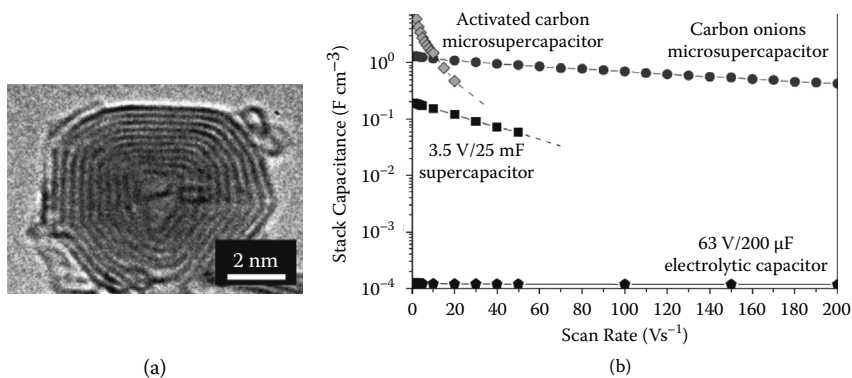 (a)
2 nm
(b)
Activated carbon
microsupercapacitor
Carbon onions
microsupercapacitor
3.5 V/25 mF
supercapacitor
63 V/200 µF
electrolytic capacitor
Stack Capacitance (F cm⁻³)
10⁰
10⁻¹
10⁻²
10⁻³
10⁻⁴
0 20 40 60 80 100 120 140 160 180 200
Scan Rate (Vs⁻¹)